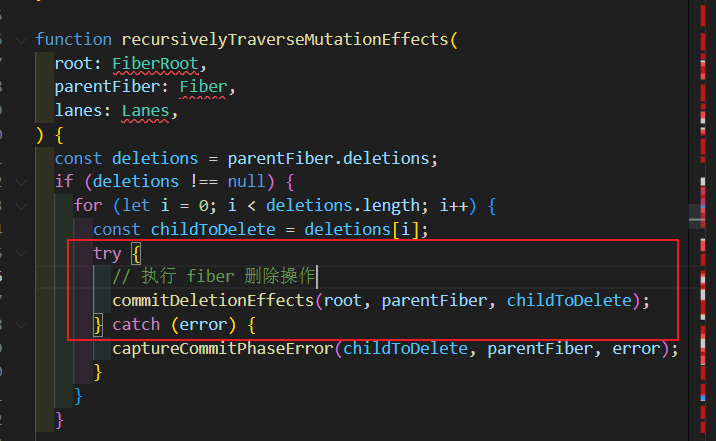 function recursivelyTraverseMutationEffects(
root: FiberRoot,
parentFiber: Fiber,
lanes: Lanes,
) {
const deletions = parentFiber.deletions;
if (deletions !== null) {
for (let i = 0; i < deletions.length; i++) {
const childToDelete = deletions[i];
try {
// 执行 fiber 删除操作
commitDeletionEffects(root, parentFiber, childToDelete);
} catch (error) {
captureCommitPhaseError(childToDelete, parentFiber, error);
}
}
}